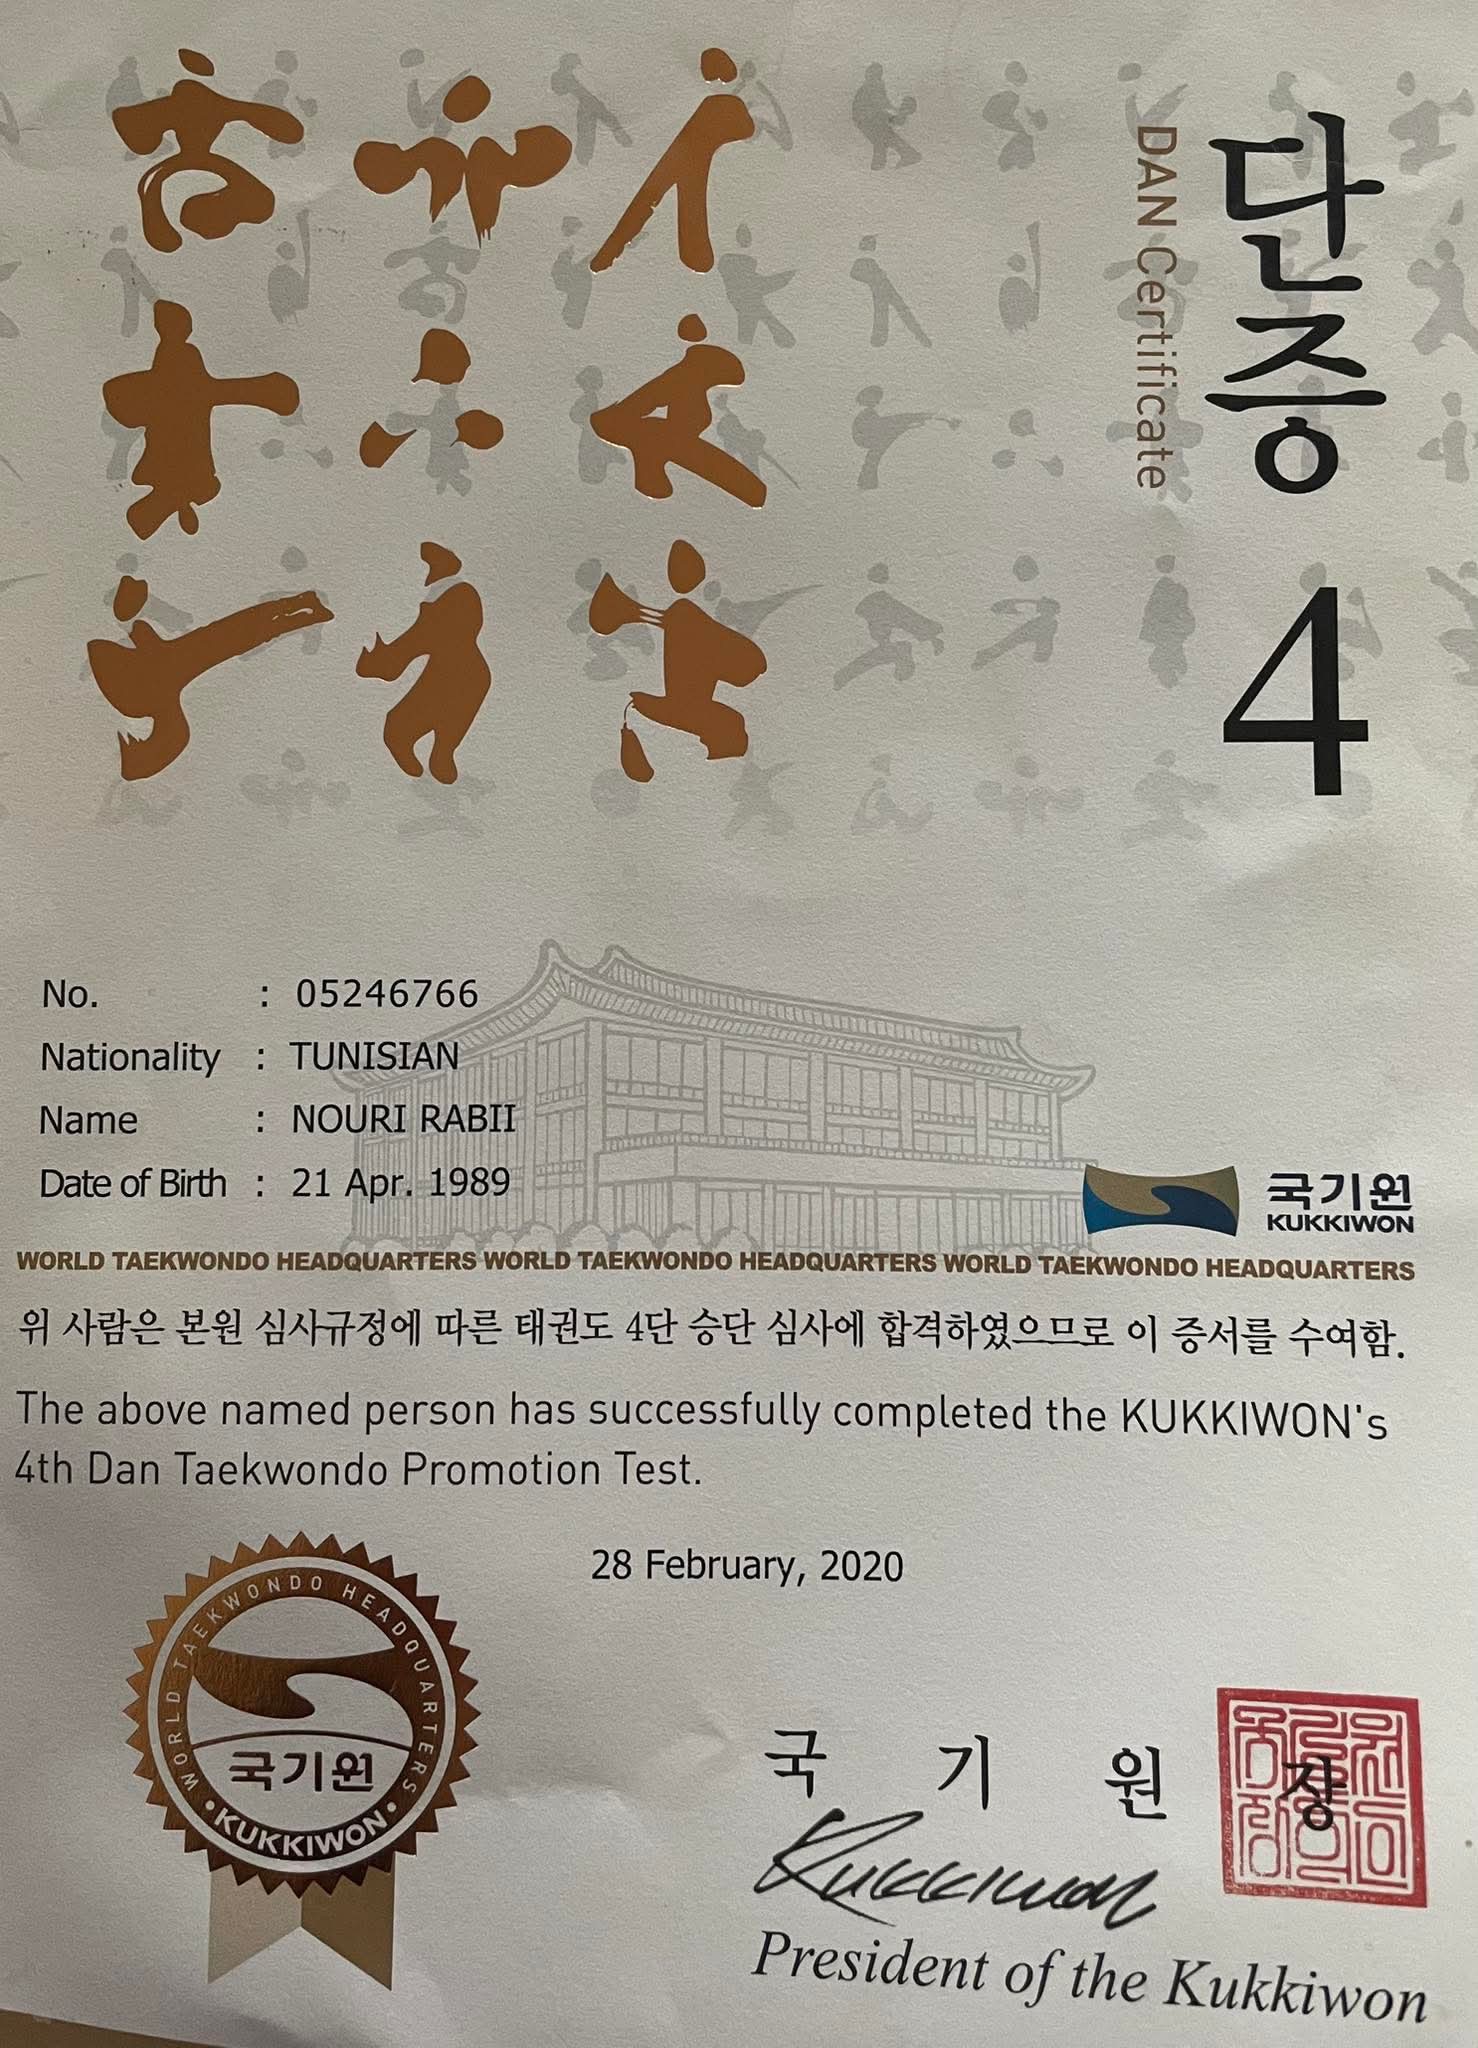 단증 4
DAN Certificate
No. : 05246766
Nationality : TUNISIAN
Name : NOURI RABII
Date of Birth : 21 Apr. 1989
국기원
KUKKIWON
WORLD TAEKWONDO HEADQUARTERS WORLD TAEKWONDO HEADQUARTERS WORLD TAEKWONDO HEADQUARTERS
위 사람은 본원 심사규정에 따른 태권도 4단 승단 심사에 합격하였으므로 이 증서를 수여함.
The above named person has successfully completed the KUKKIWON's
4th Dan Taekwondo Promotion Test.
28 February, 2020
WORLD TAEKWONDO HEADQUARTERS
국기원
KUKKIWON
국 기 원 장
Kukkiwon
President of the Kukkiwon